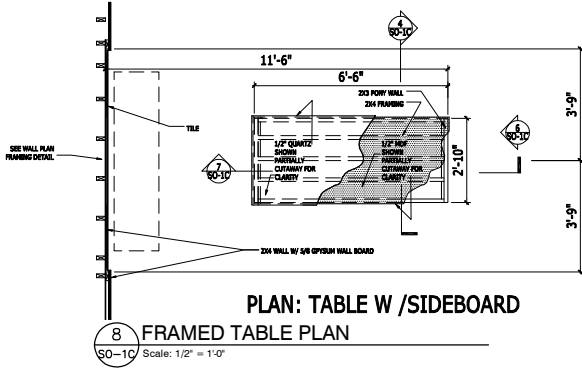 4
SO-1C
11'-6"
6'-6"
2X3 PONY WALL
2X4 FRAMING
3'-9"
TILE
6
SO-1C
SEE WALL PLAN
FRAMING DETAIL
1/2" QUARTZ
SHOWN
PARTIALLY
CUTAWAY FOR
CLARITY
1/2" MDF
SHOWN
PARTIALLY
CUTAWAY FOR
CLARITY
2'-10"
7
SO-1C
3'-9"
2X4 WALL W/ 5/8 GPYSUM WALL BOARD
PLAN: TABLE W /SIDEBOARD
8
SO-1C
FRAMED TABLE PLAN
Scale: 1/2" = 1'-0"